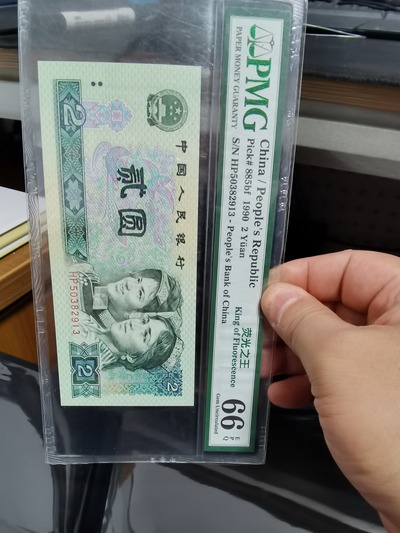 PMG
PAPER MONEY GUARANTY
China / People's Republic
Pick# 885bf 1990 2 Yüan
S/N HP50382913 - People's Bank of China
荧光之王
King of Fluorescence
66 EPQ
Gem Uncirculated
中国人民银行
贰圆
2
HP50382913
2
2